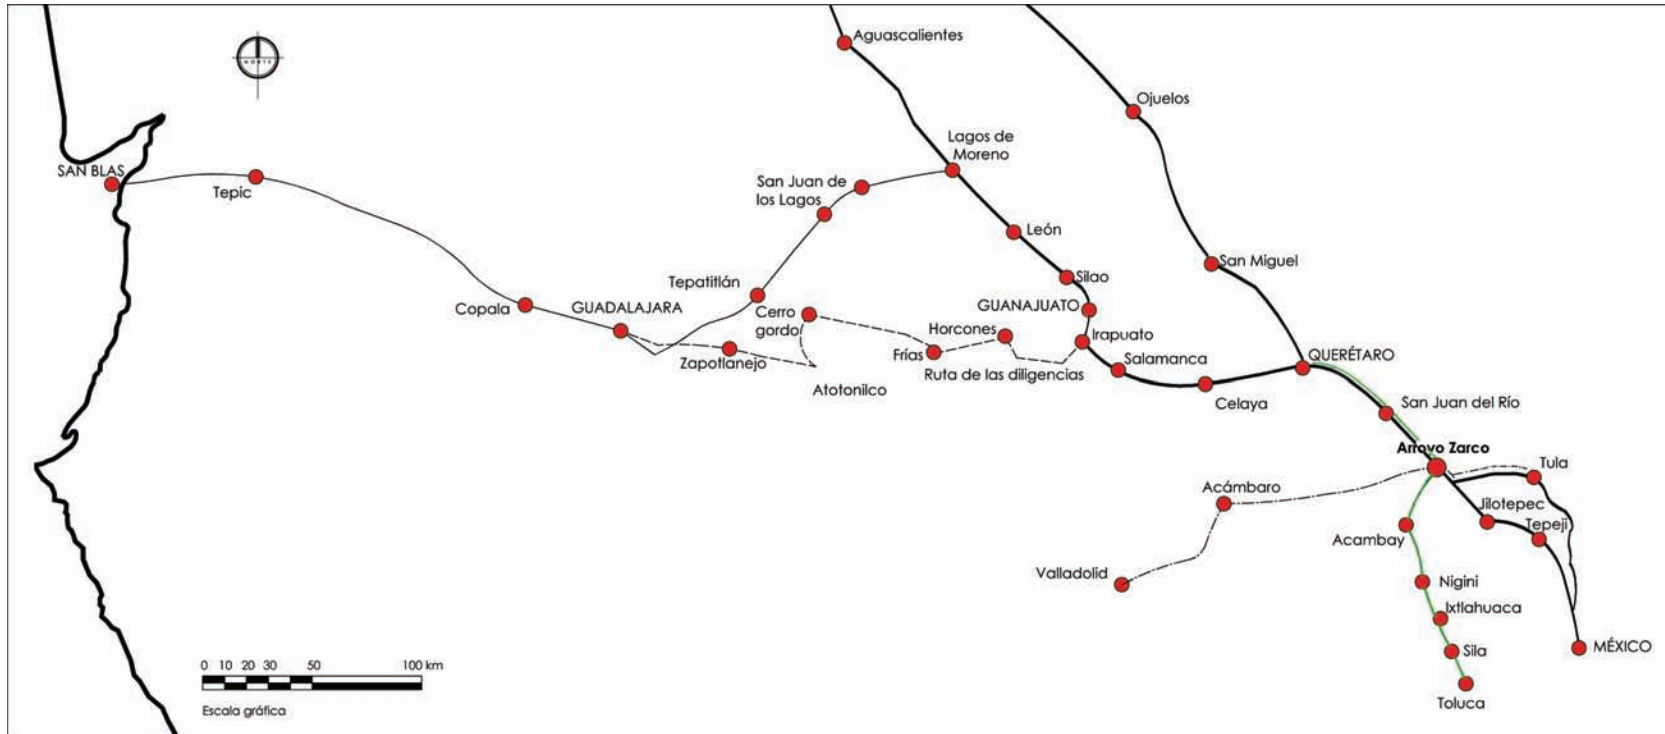 Aguascalientes
NORTE
Ojuelos
Lagos de
Moreno
SAN BLAS
Tepic
San Juan de
los Lagos
León
San Miguel
Silao
Tepatitlán
Copala
GUADALAJARA
Cerro
gordo
GUANAJUATO
Horcones
Irapuato
Zapotlanejo
Frías
Salamanca
QUERÉTARO
Ruta de las diligencias
Atotonilco
Celaya
San Juan del Río
Arroyo Zarco
Tula
Acámbaro
Jilotepec
Tepeji
Acambay
Valladolid
Nigini
Ixtlahuaca
MÉXICO
Sila
Toluca
0 10 20 30 50 100 km
Escala gráfica